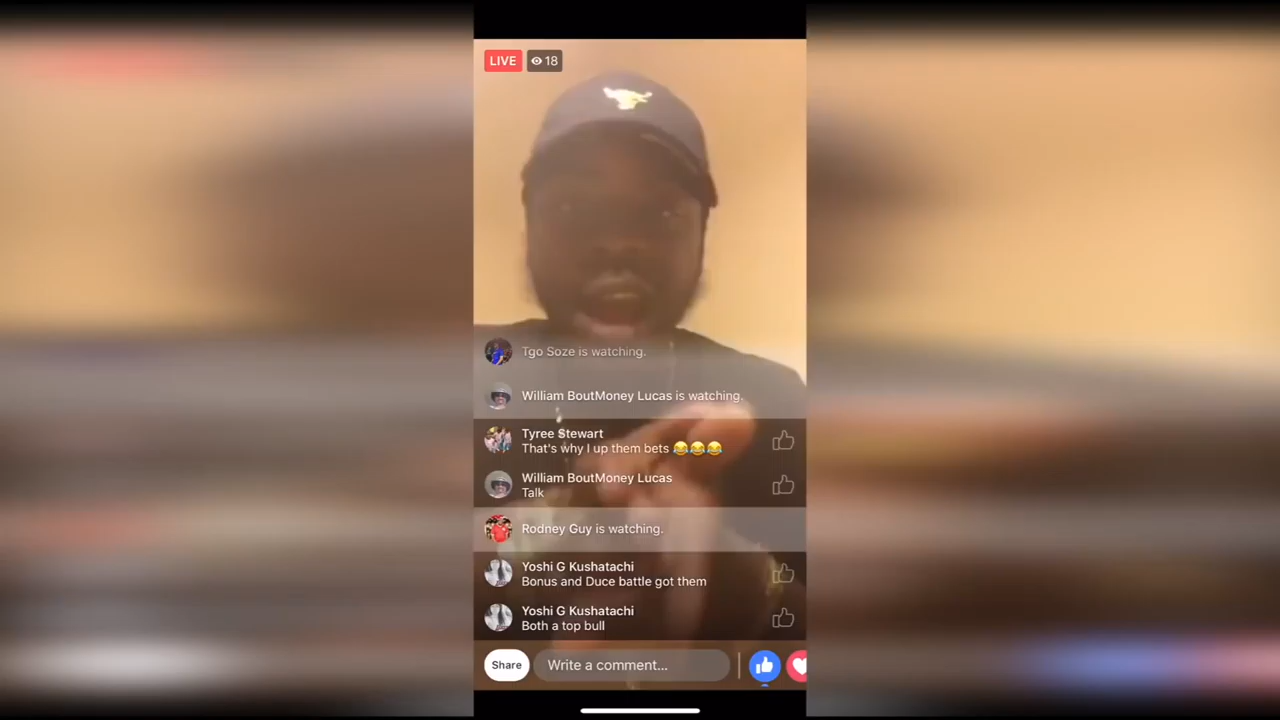 LIVE 18
Tgo Soze is watching.
William BoutMoney Lucas is watching.
Tyree Stewart
That's why I up them bets 😂😂😂
William BoutMoney Lucas
Talk
Rodney Guy is watching.
Yoshi G Kushatachi
Bonus and Duce battle got them
Yoshi G Kushatachi
Both a top bull
Share Write a comment...